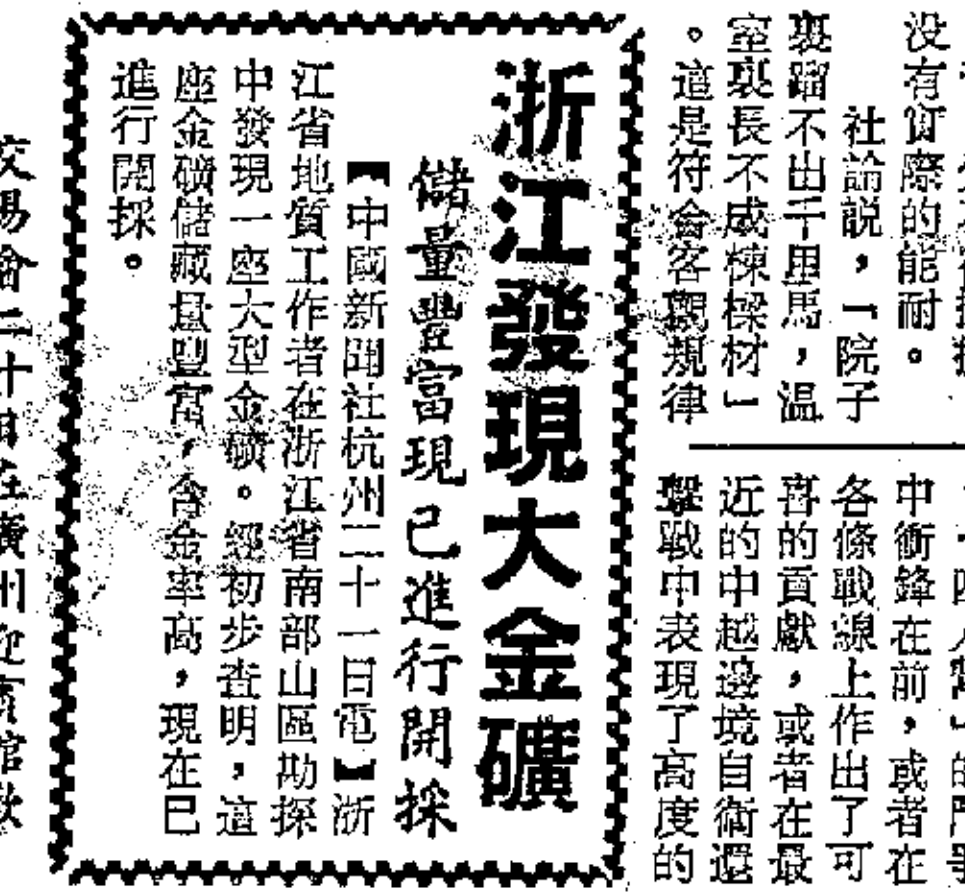 没有實際的能耐。
社論説，「院子
裏蹓不出千里馬，温
室裏長不成棟樑材」
。這是符合客觀規律
中衝鋒在前，或者在
各條戰線上作出了可
喜的貢獻，或者在最
近的中越邊境自衞還
擊戰中表現了高度的
浙江發現大金礦
儲量豐富現已進行開採
【中國新聞社杭州二十一日電】浙
江省地質工作者在浙江省南部山區勘探
中發現一座大型金礦。經初步查明，這
座金礦儲藏量豐富，含金率高，現在已
進行開採。
交易會二十日在廣州迎賓館歡